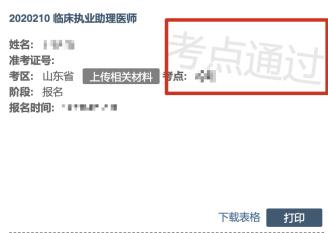 2020210 临床执业助理医师
考点通过
姓名:
准考证号:
考区: 山东省 上传相关材料 考点:
阶段: 报名
报名时间:
下载表格 打印